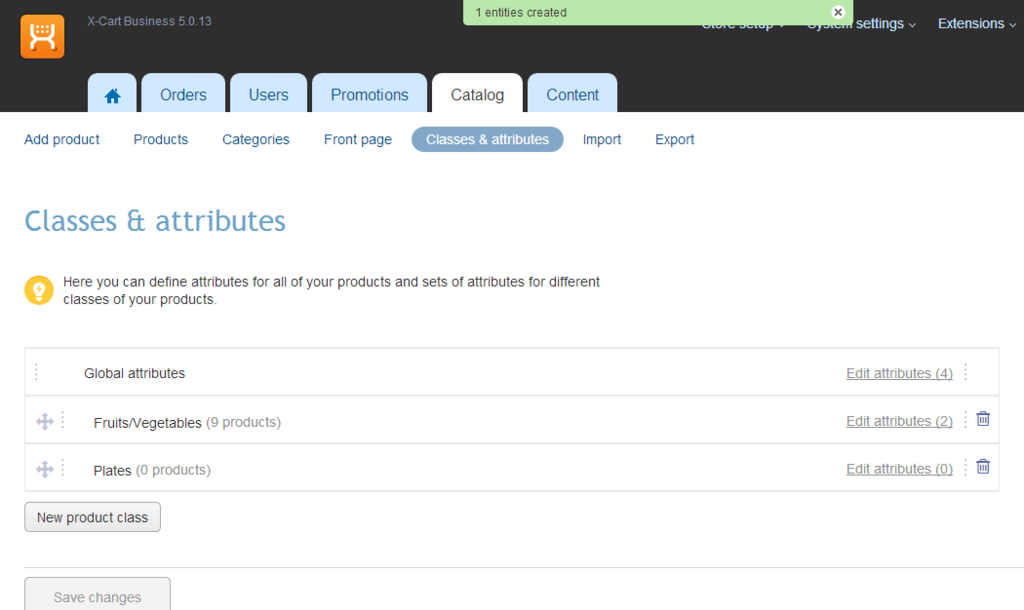 X-Cart Business 5.0.13
1 entities created
Store setup
System settings
Extensions
Orders
Users
Promotions
Catalog
Content
Add product
Products
Categories
Front page
Classes & attributes
Import
Export
Classes & attributes
Here you can define attributes for all of your products and sets of attributes for different
classes of your products.
Global attributes
Edit attributes (4)
Fruits/Vegetables (9 products)
Edit attributes (2)
Plates (0 products)
Edit attributes (0)
New product class
Save changes